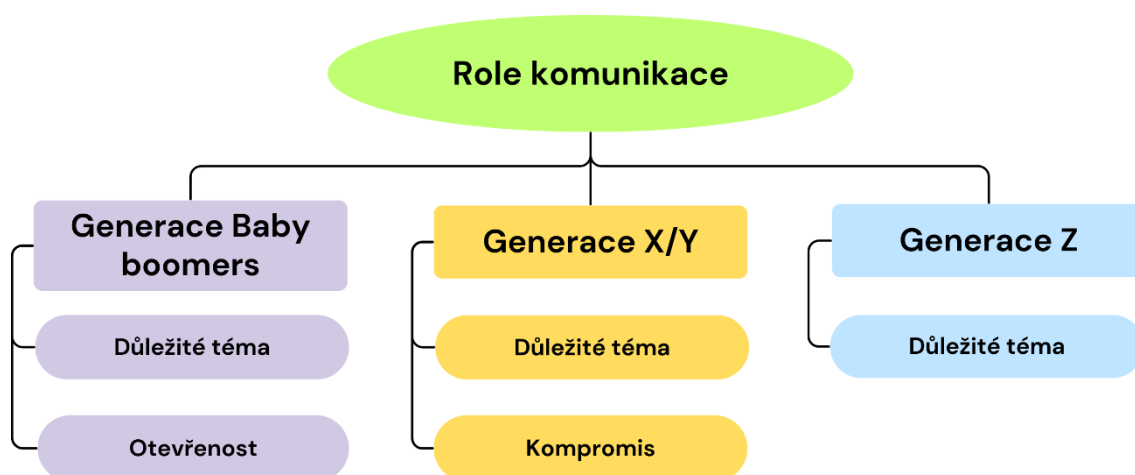 Role komunikace
Generace Baby
boomers
Generace X/Y
Generace Z
Důležité téma
Důležité téma
Důležité téma
Otevřenost
Kompromis